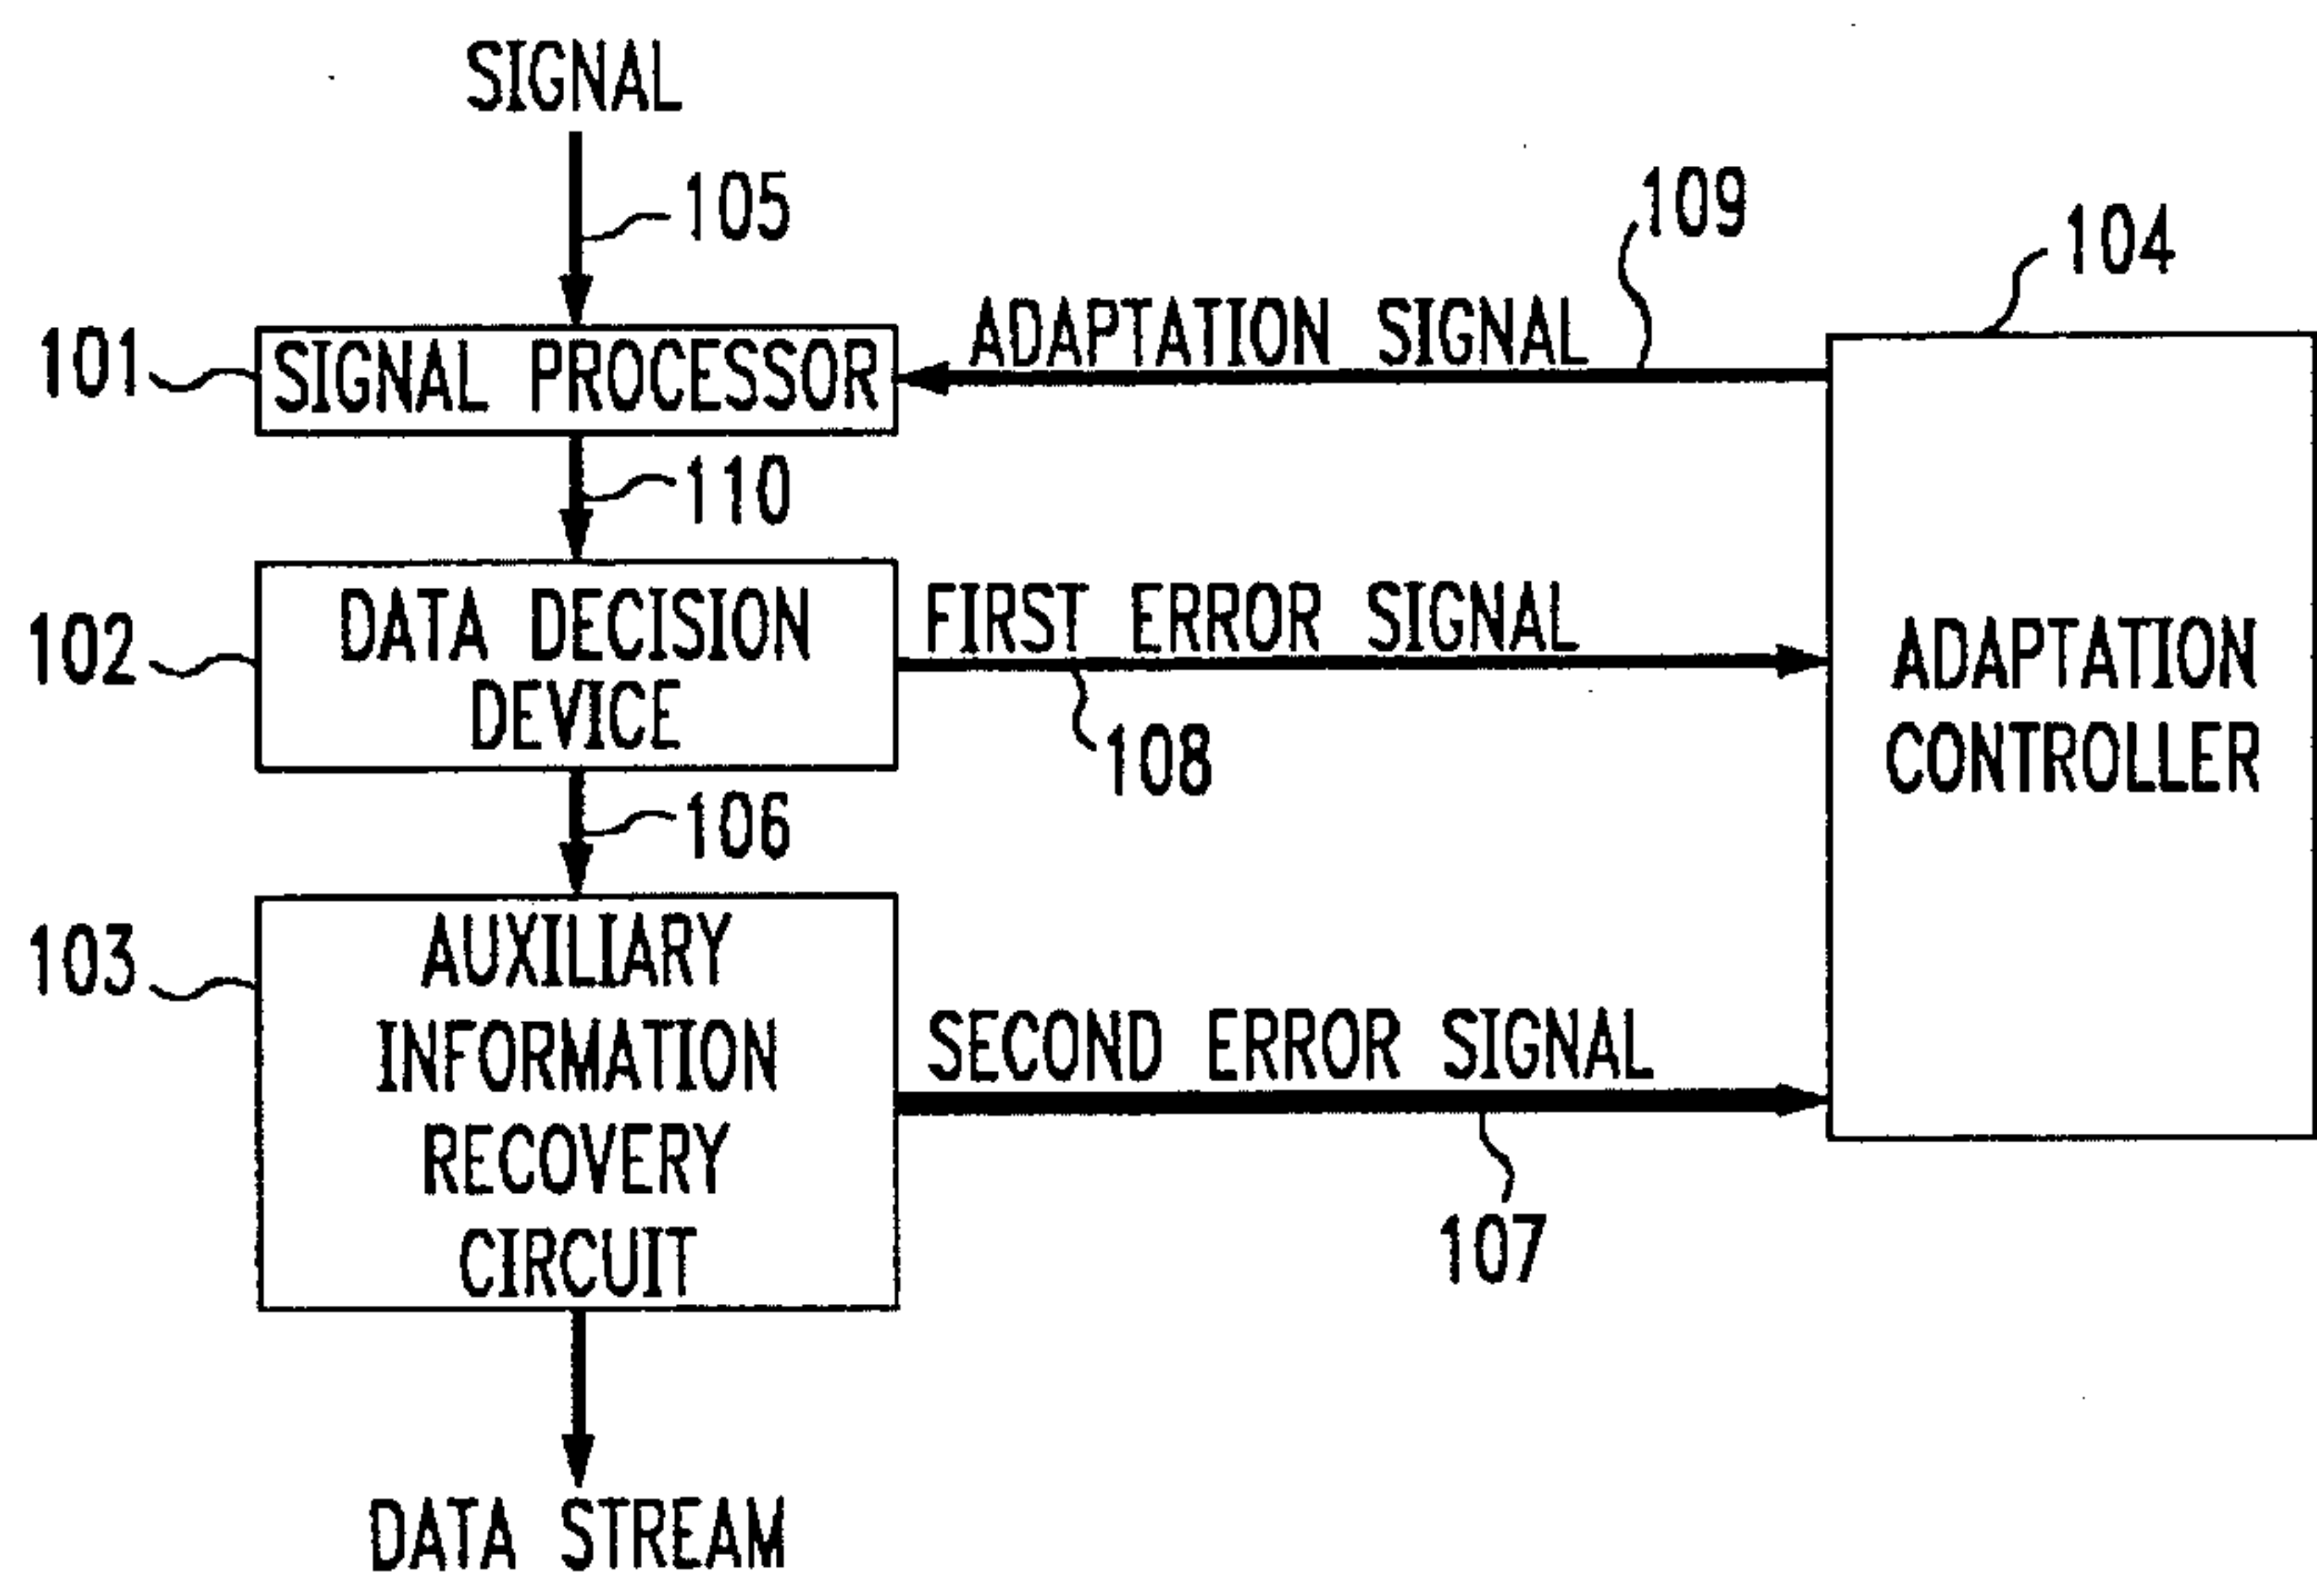 SIGNAL
105
109
104
ADAPTATION SIGNAL
101
SIGNAL PROCESSOR
110
102
DATA DECISION
DEVICE
FIRST ERROR SIGNAL
108
ADAPTATION
CONTROLLER
106
103
AUXILIARY
INFORMATION
RECOVERY
CIRCUIT
SECOND ERROR SIGNAL
107
DATA STREAM